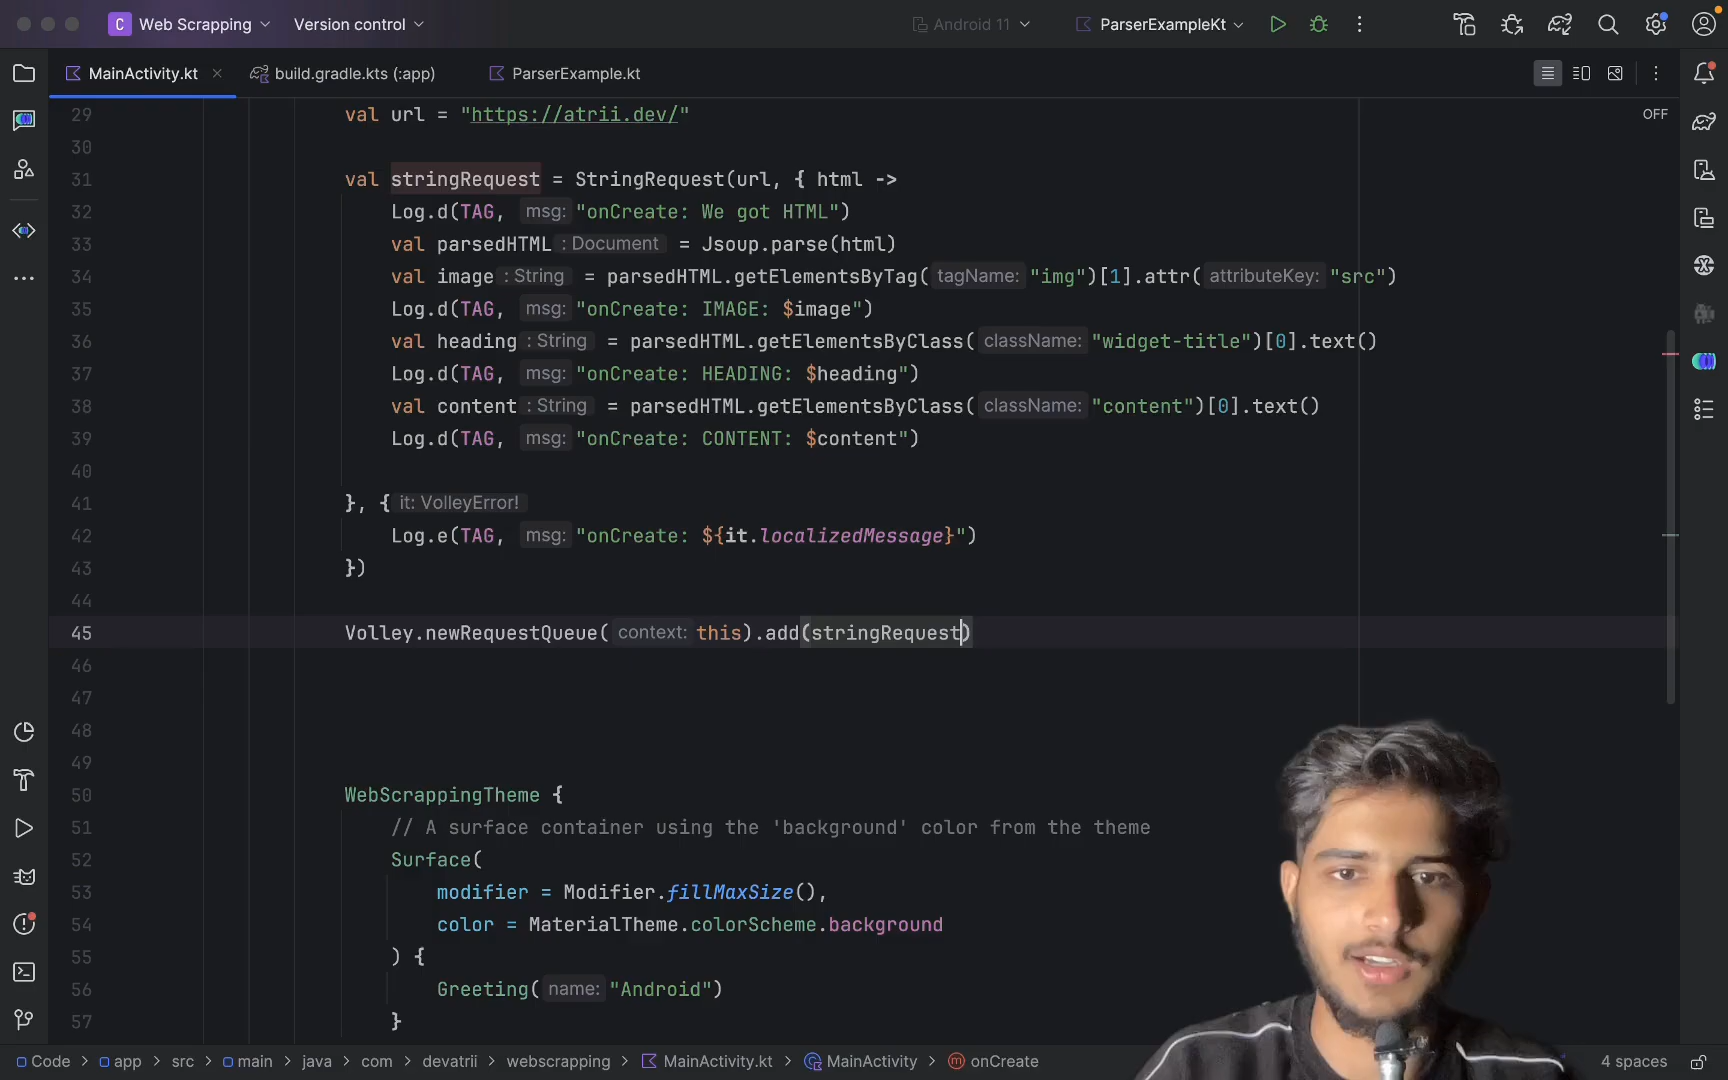 C Web Scrapping Version control Android 11 ParserExampleKt
MainActivity.kt build.gradle.kts (:app) ParserExample.kt
OFF
29 val url = "https://atrii.dev/"
30
31 val stringRequest = StringRequest(url, { html ->
32 Log.d(TAG, msg: "onCreate: We got HTML")
33 val parsedHTML : Document = Jsoup.parse(html)
34 val image : String = parsedHTML.getElementsByTag( tagName: "img")[1].attr( attributeKey: "src")
35 Log.d(TAG, msg: "onCreate: IMAGE: $image")
36 val heading : String = parsedHTML.getElementsByClass( className: "widget-title")[0].text()
37 Log.d(TAG, msg: "onCreate: HEADING: $heading")
38 val content : String = parsedHTML.getElementsByClass( className: "content")[0].text()
39 Log.d(TAG, msg: "onCreate: CONTENT: $content")
40
41 }, { it: VolleyError!
42 Log.e(TAG, msg: "onCreate: ${it.localizedMessage}")
43 })
44
45 Volley.newRequestQueue( context: this).add(stringRequest)
46
47
48
49
50 WebScrappingTheme {
51 // A surface container using the 'background' color from the theme
52 Surface(
53 modifier = Modifier.fillMaxSize(),
54 color = MaterialTheme.colorScheme.background
55 ) {
56 Greeting( name: "Android")
57 }
Code > app > src > main > java > com > devatrii > webscrapping > MainActivity.kt > MainActivity > m onCreate 4 spaces